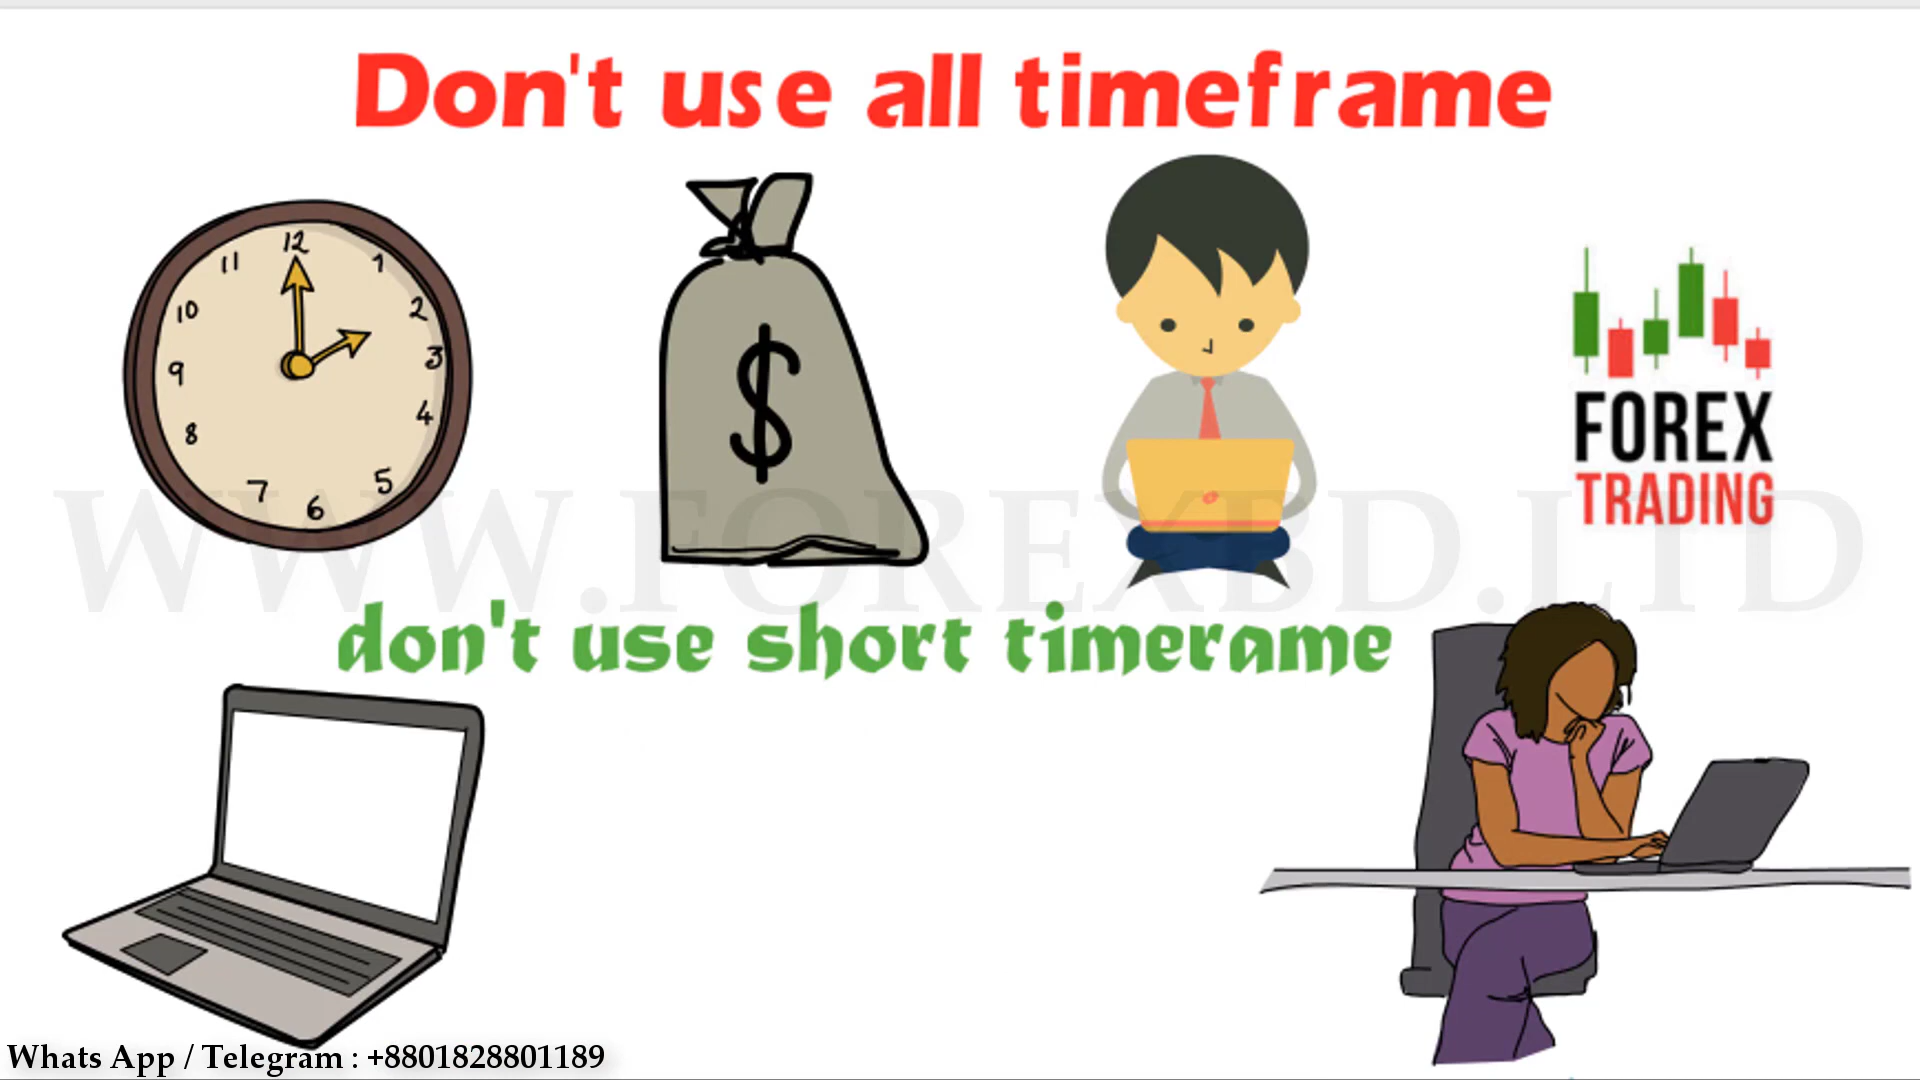 Don't use all timeframe
12
11
1
10
2
9
3
8
4
7
5
6
$
FOREX
TRADING
WWW.FOREXBD.LTD
don't use short timerame
Whats App / Telegram : +8801828801189